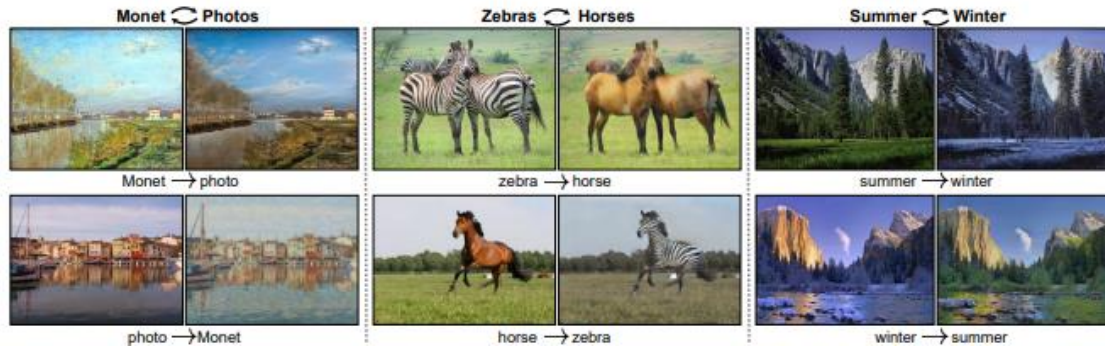 Monet ⟳ Photos
Zebras ⟳ Horses
Summer ⟳ Winter
Monet → photo
zebra → horse
summer → winter
photo → Monet
horse → zebra
winter → summer